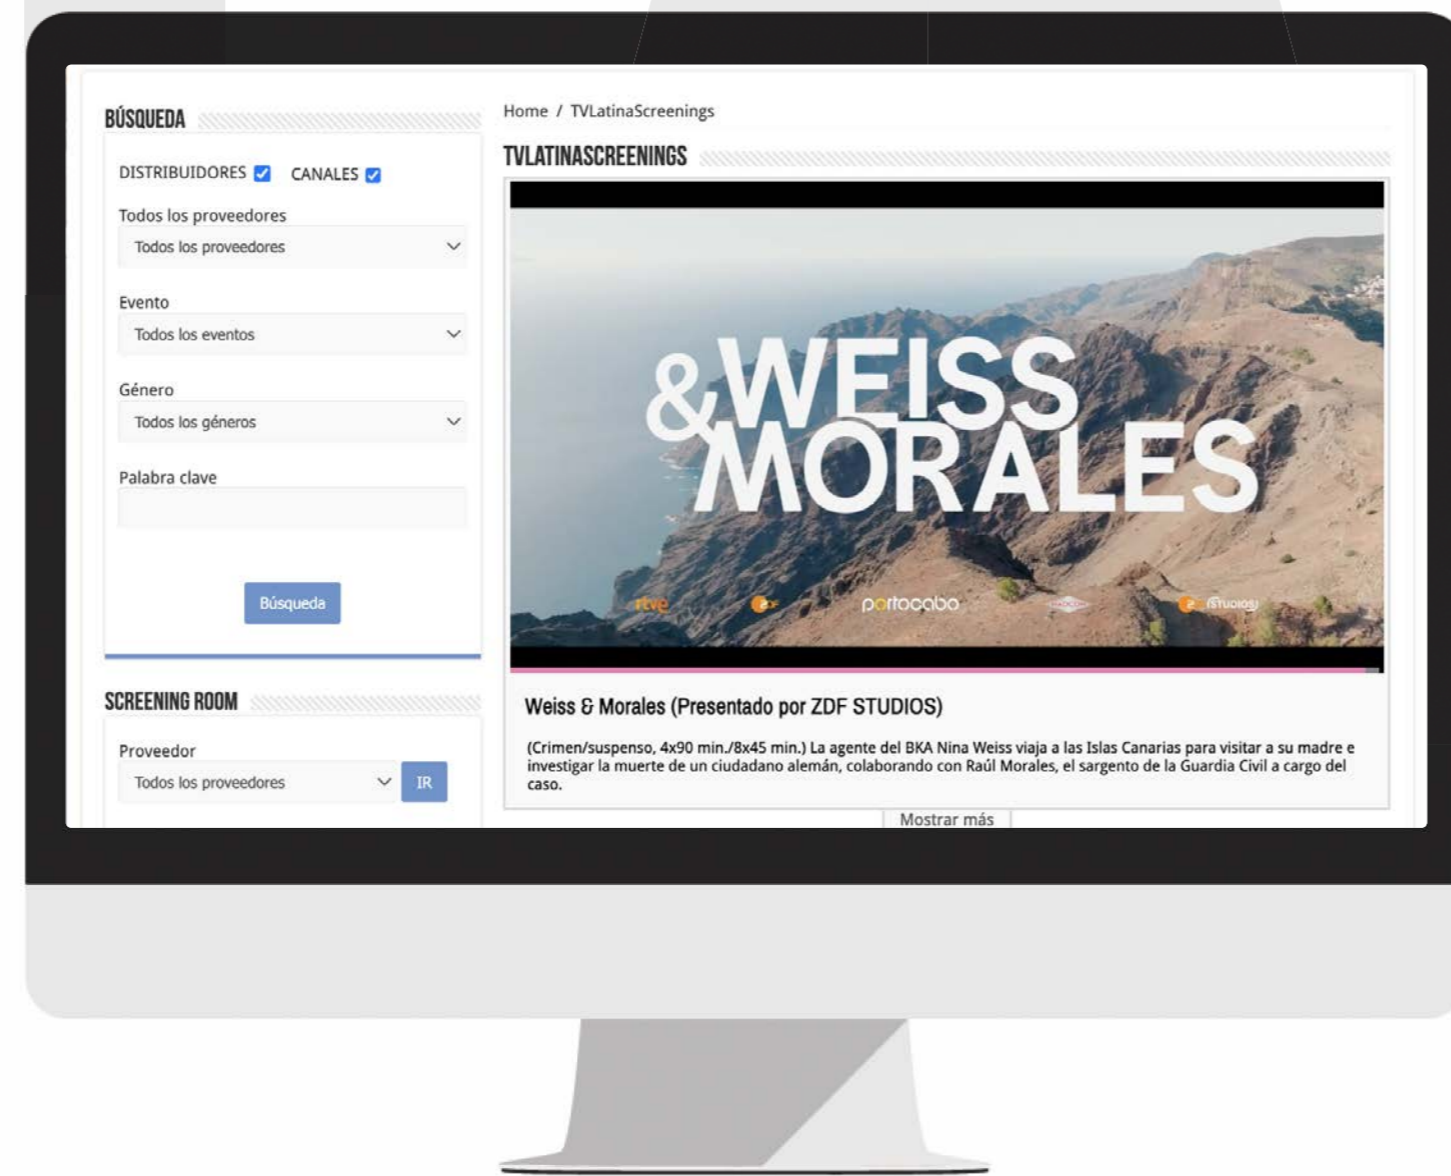 BÚSQUEDA
DISTRIBUIDORES CANALES
Todos los proveedores
Todos los proveedores
Evento
Todos los eventos
Género
Todos los géneros
Palabra clave
Búsqueda
SCREENING ROOM
Proveedor
Todos los proveedores IR
Home / TVLatinaScreenings
TVLATINASCREENINGS
&WEISS
MORALES
rtve ZDF portocabo ZDF STUDIOS
Weiss & Morales (Presentado por ZDF STUDIOS)
(Crimen/suspenso, 4x90 min./8x45 min.) La agente del BKA Nina Weiss viaja a las Islas Canarias para visitar a su madre e
investigar la muerte de un ciudadano alemán, colaborando con Raúl Morales, el sargento de la Guardia Civil a cargo del
caso.
Mostrar más